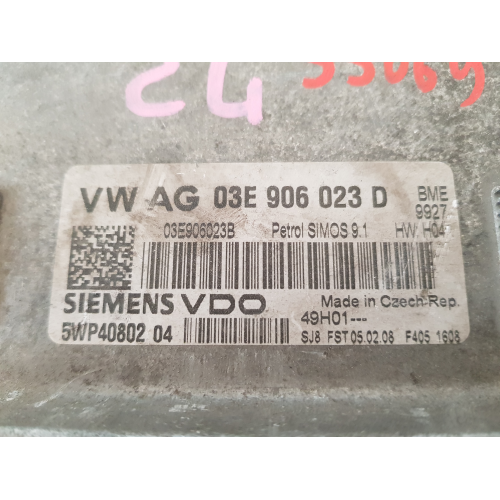 24 33069
VW AG 03E 906 023 D BME 9927
03E906023B Petrol SIMOS 9.1 HW H04
SIEMENS VDO Made in Czech Rep.
5WP40802 04 49H01---
SJ8 FST 05.02.08 F405 1608